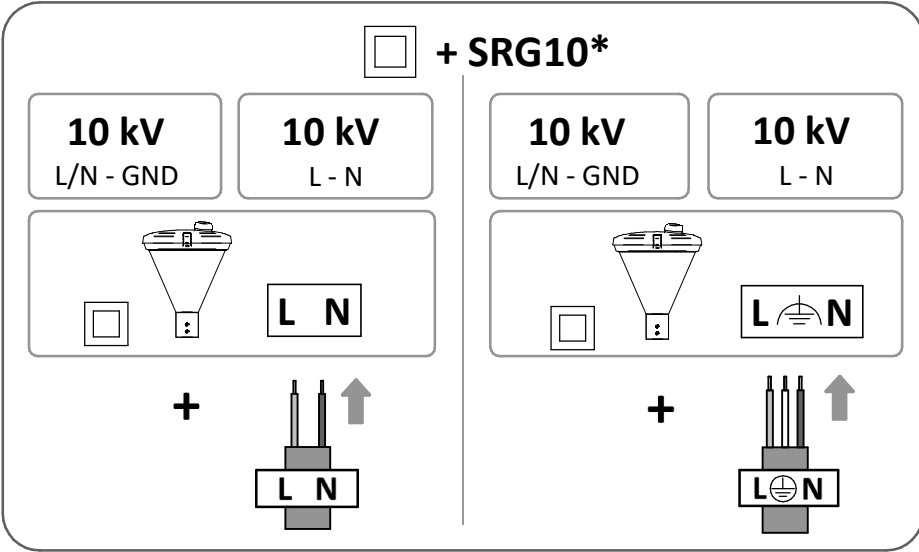 + SRG10*
10 kV
L/N - GND
10 kV
L - N
10 kV
L/N - GND
10 kV
L - N
L N
L N
+
+
L N
L N